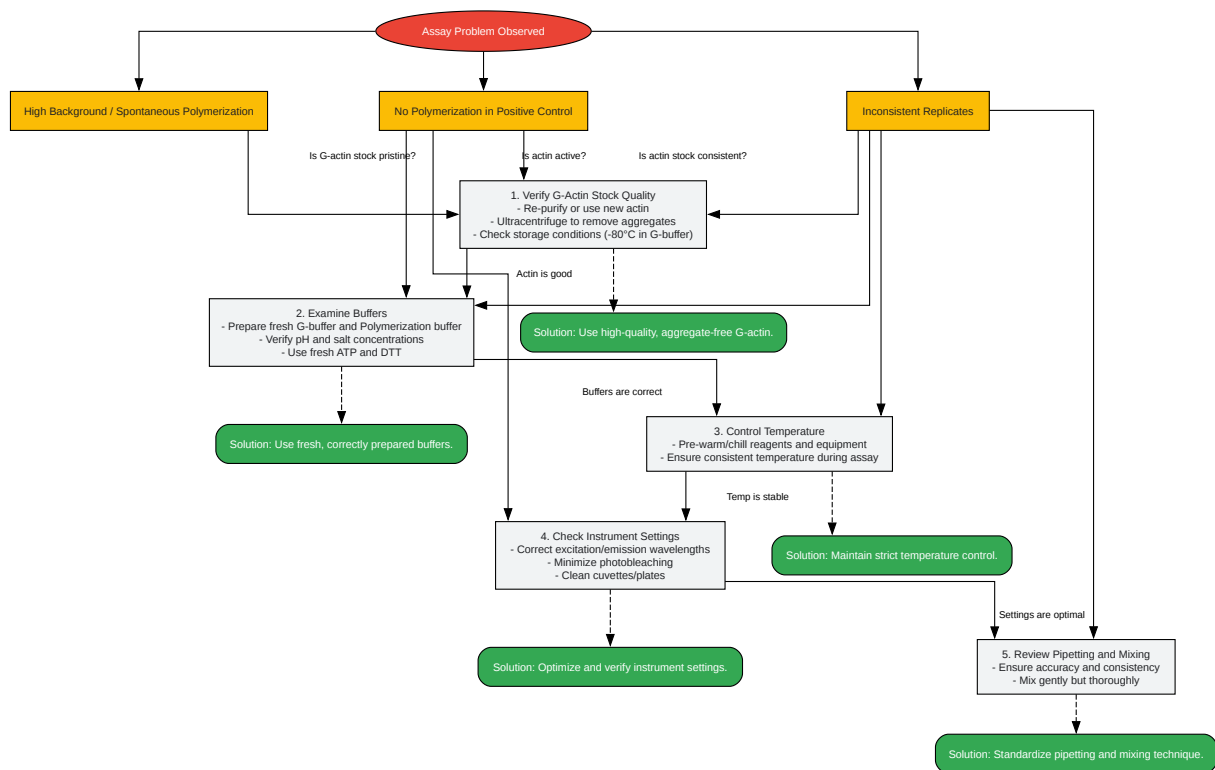 Assay Problem Observed
High Background / Spontaneous Polymerization
No Polymerization in Positive Control
Inconsistent Replicates
Is G-actin stock pristine?
Is actin active?
Is actin stock consistent?
1. Verify G-Actin Stock Quality
- Re-purify or use new actin
- Ultracentrifuge to remove aggregates
- Check storage conditions (-80°C in G-buffer)
Actin is good
2. Examine Buffers
- Prepare fresh G-buffer and Polymerization buffer
- Verify pH and salt concentrations
- Use fresh ATP and DTT
Solution: Use high-quality, aggregate-free G-actin.
Buffers are correct
Solution: Use fresh, correctly prepared buffers.
3. Control Temperature
- Pre-warm/chill reagents and equipment
- Ensure consistent temperature during assay
Temp is stable
4. Check Instrument Settings
- Correct excitation/emission wavelengths
- Minimize photobleaching
- Clean cuvettes/plates
Solution: Maintain strict temperature control.
Settings are optimal
Solution: Optimize and verify instrument settings.
5. Review Pipetting and Mixing
- Ensure accuracy and consistency
- Mix gently but thoroughly
Solution: Standardize pipetting and mixing technique.